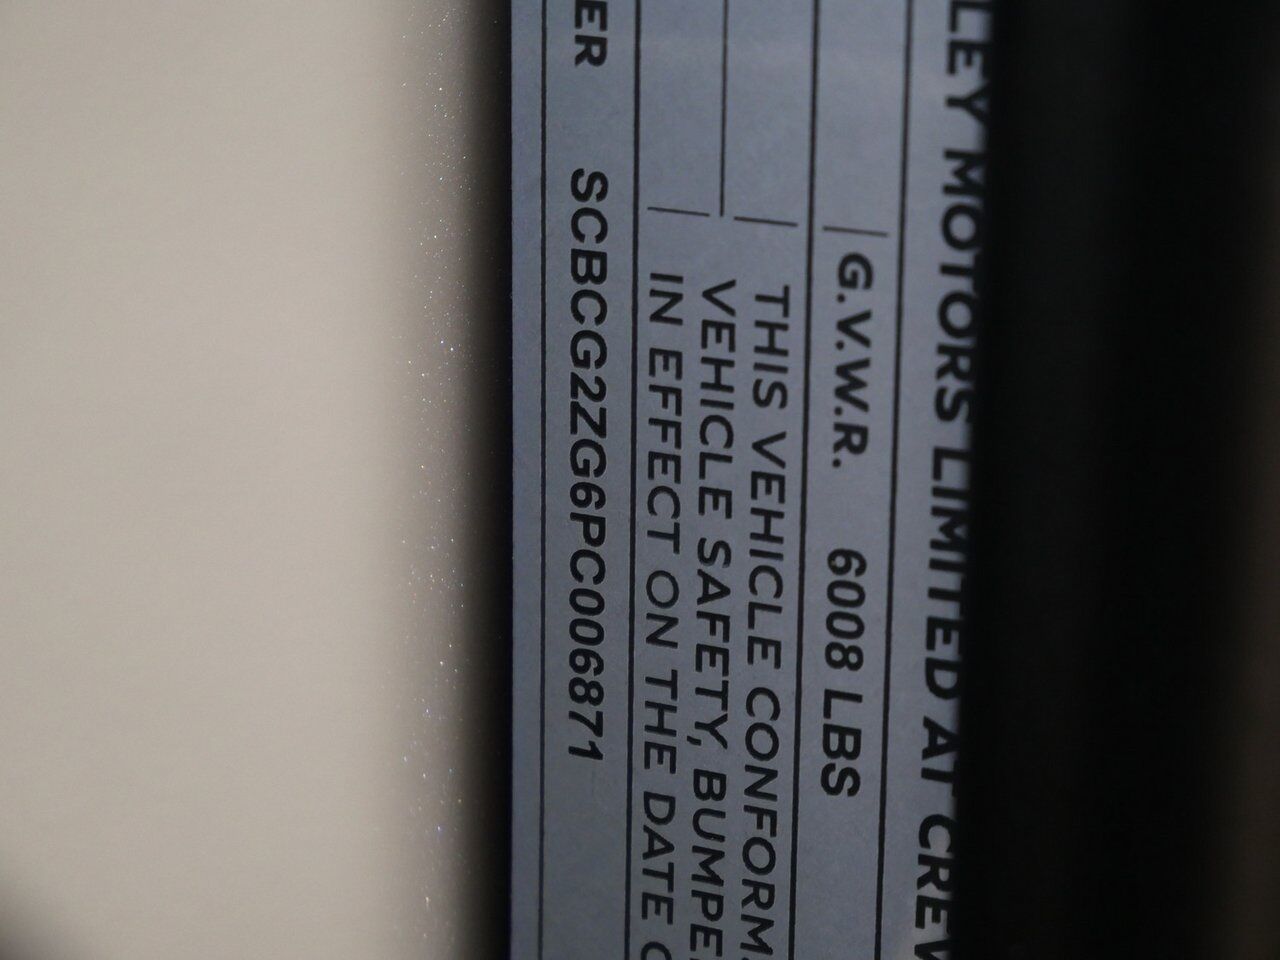 LEY MOTORS LIMITED AT CREW
G.V.W.R. 6008 LBS
THIS VEHICLE CONFORM
VEHICLE SAFETY, BUMPE
IN EFFECT ON THE DATE O
ER SCBCG2ZG6PC006871